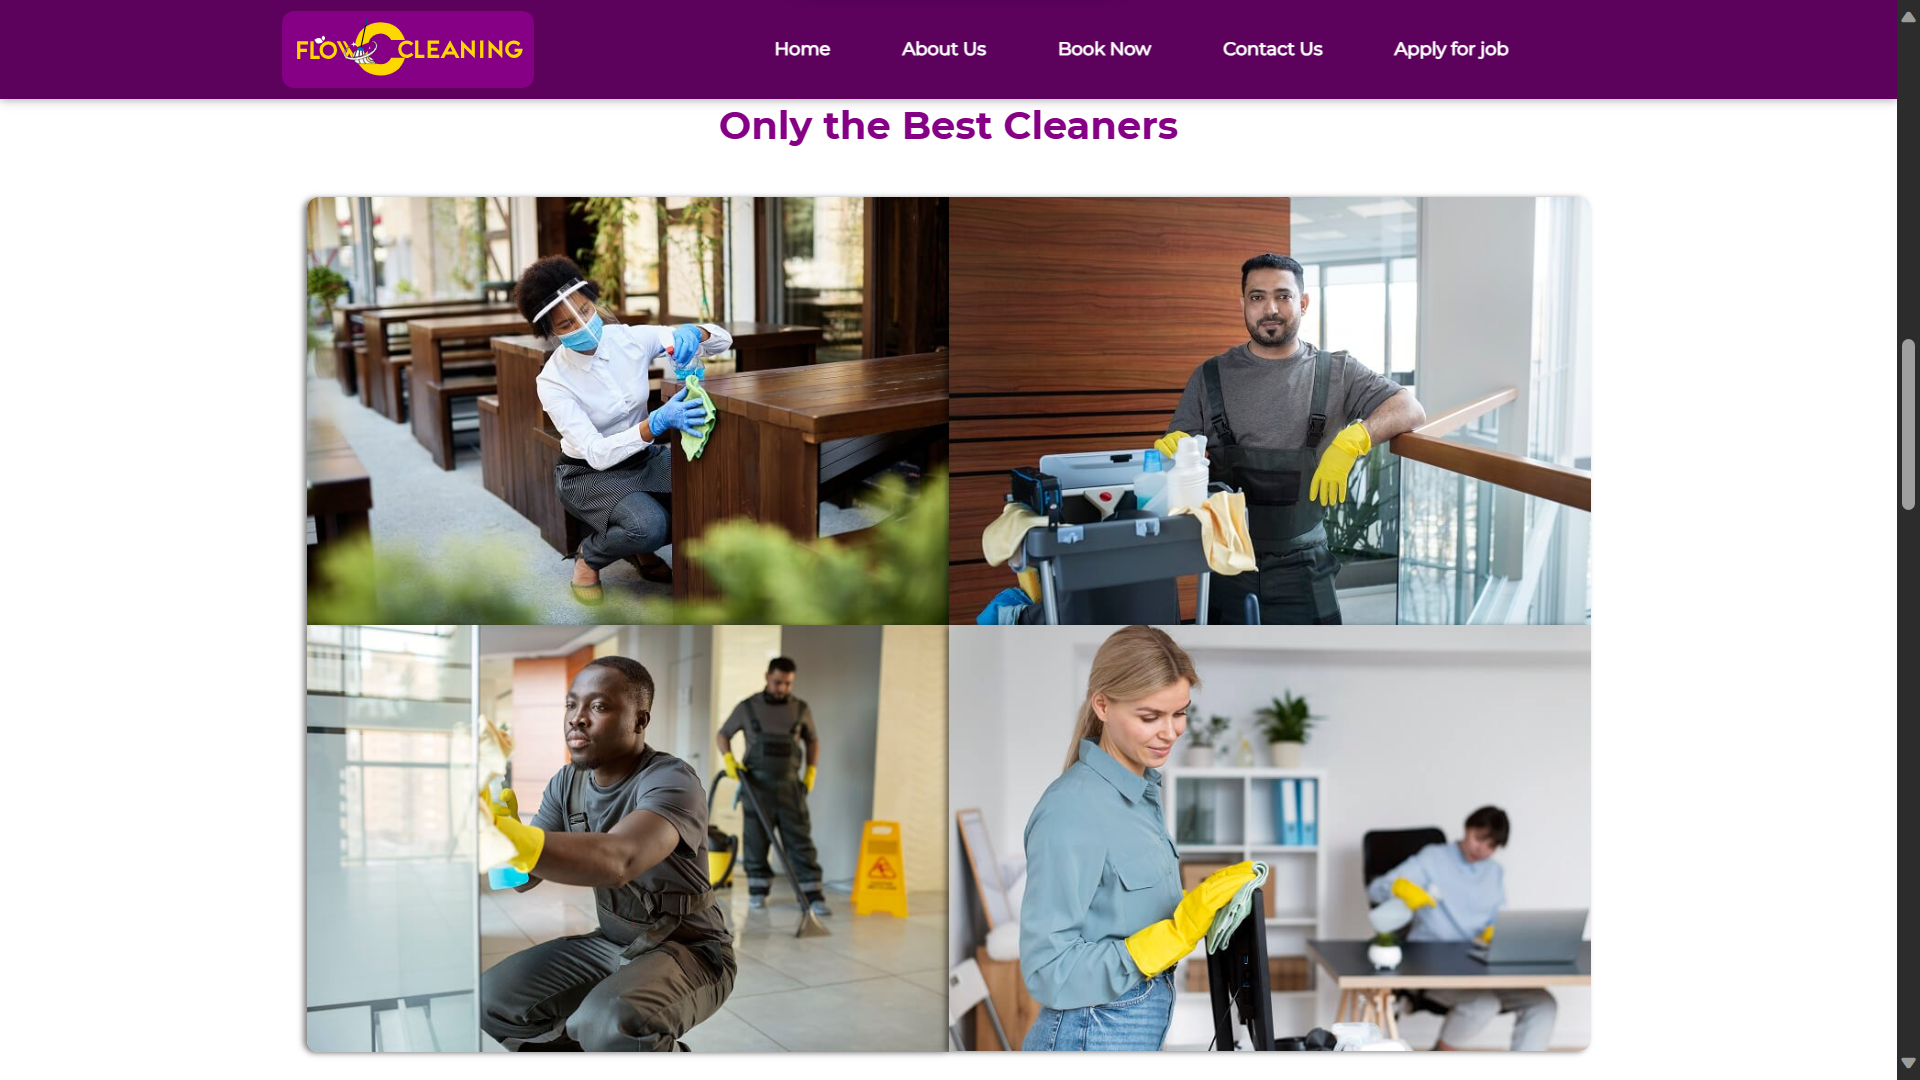 FLOW CLEANING
Home
About Us
Book Now
Contact Us
Apply for job
Only the Best Cleaners